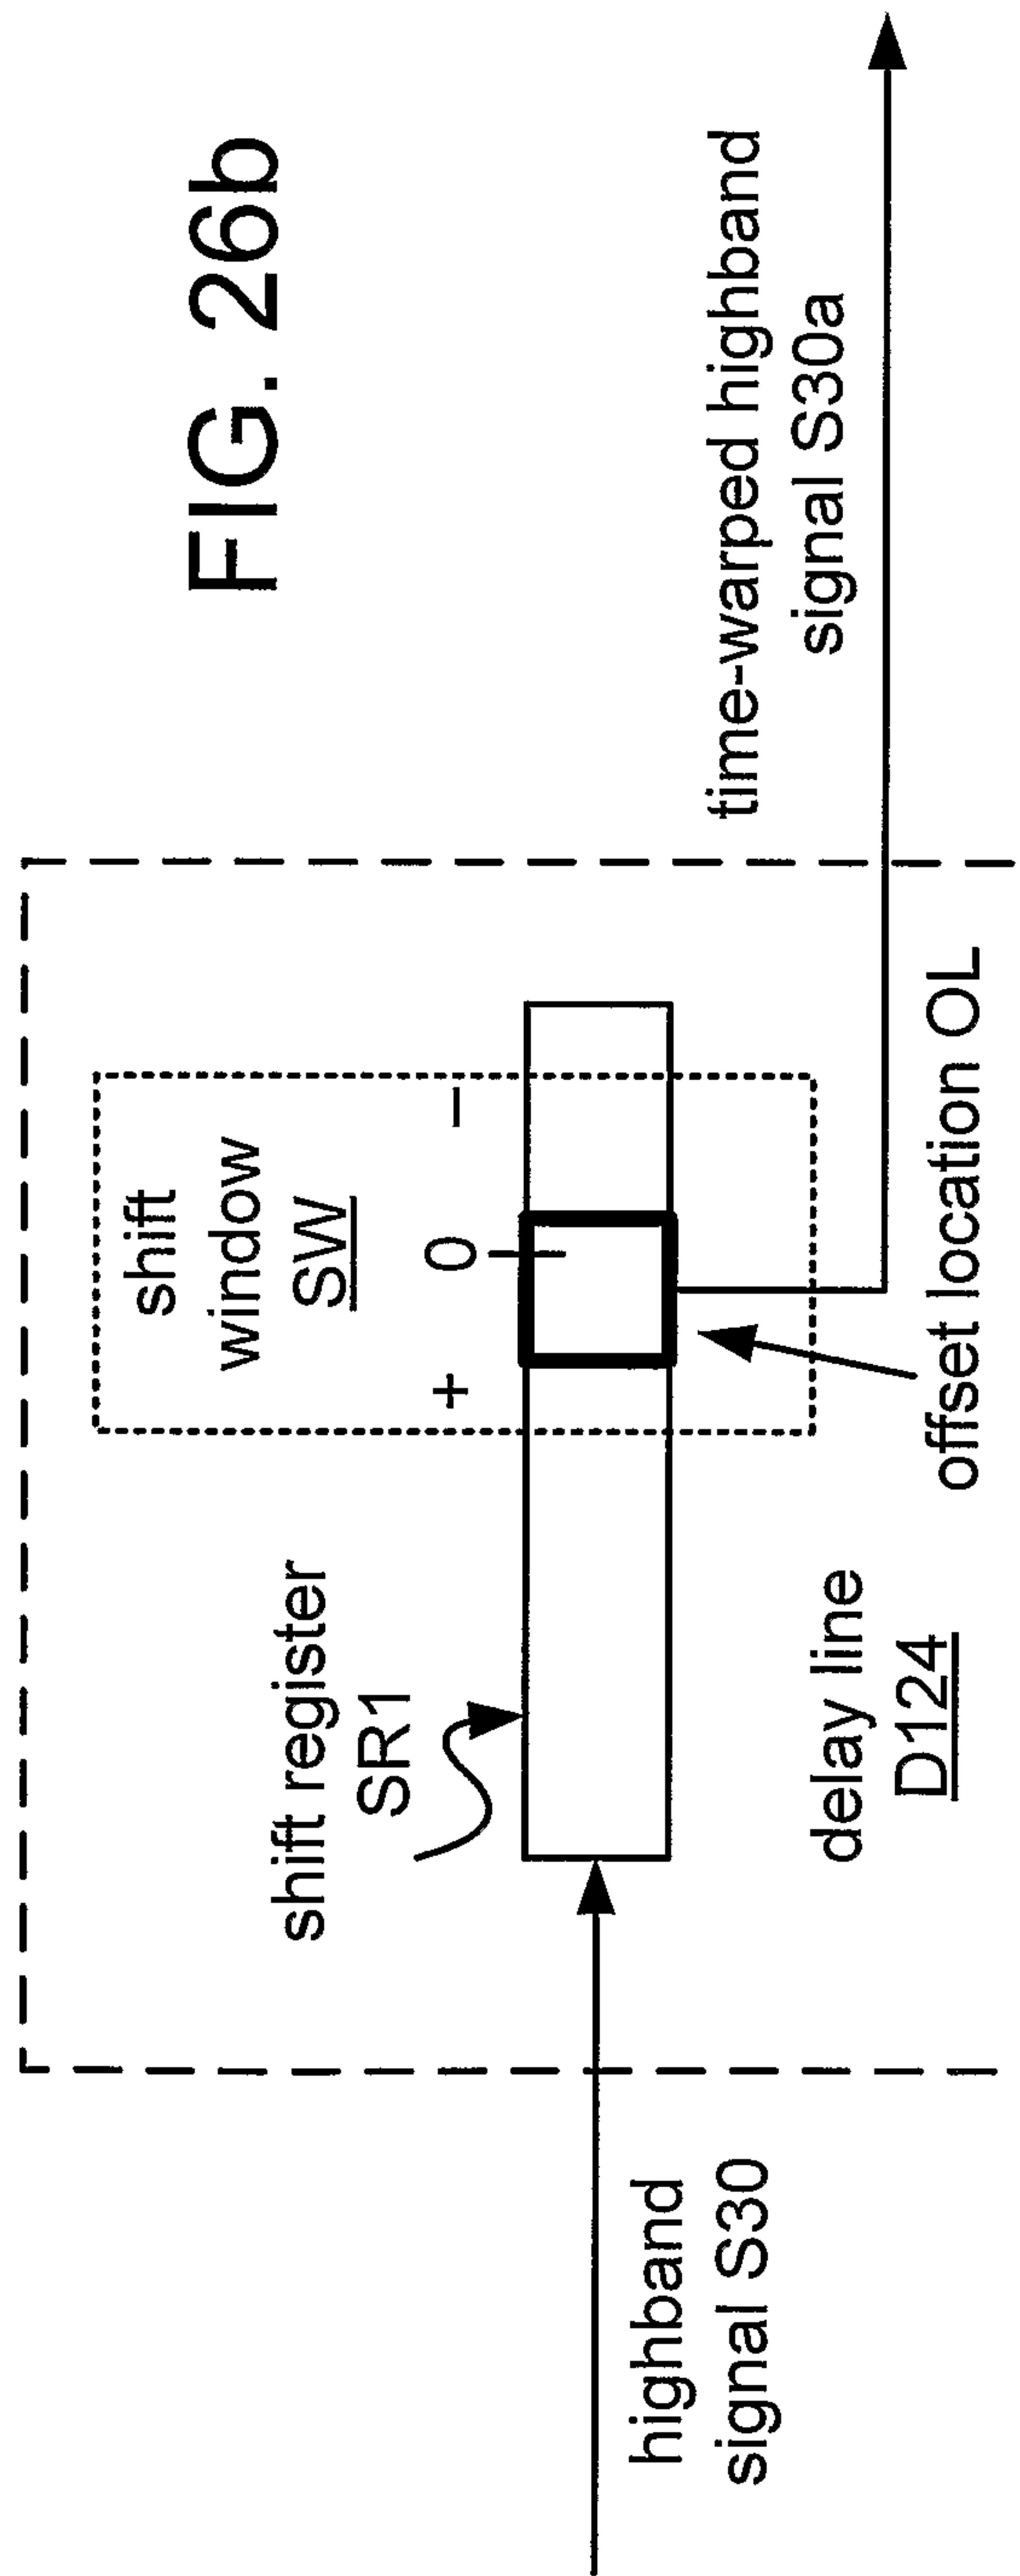 FIG. 26b
shift
window
SW
+ 0 −
shift register
SR1
highband
signal S30
delay line
D124
offset location OL
time-warped highband
signal S30a